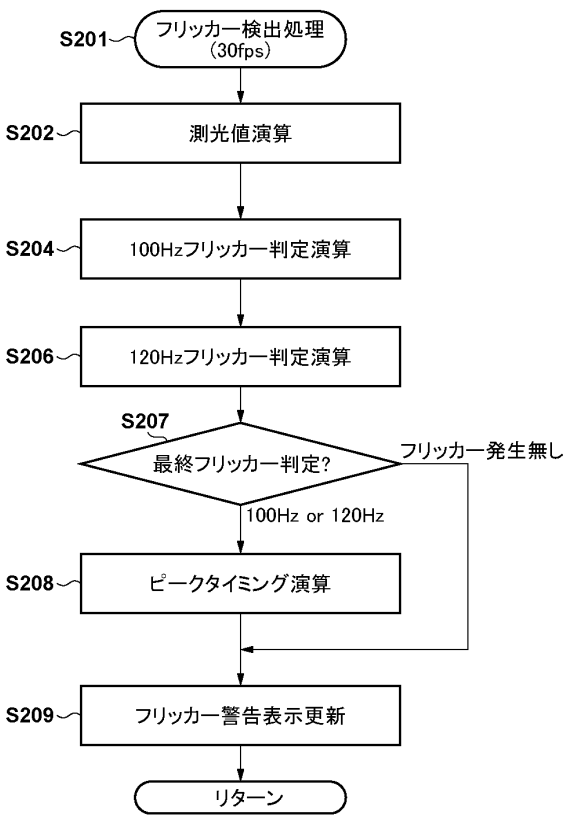 S201
フリッカー検出処理
(30fps)
S202
測光値演算
S204
100Hzフリッカー判定演算
S206
120Hzフリッカー判定演算
S207
最終フリッカー判定?
フリッカー発生無し
100Hz or 120Hz
S208
ピークタイミング演算
S209
フリッカー警告表示更新
リターン